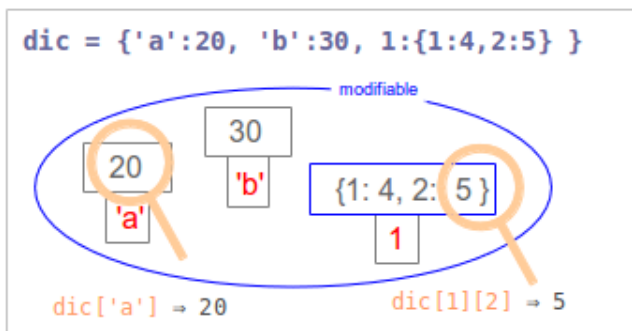 dic = {'a':20, 'b':30, 1:{1:4,2:5} }
modifiable
30
20
'b'
{1: 4, 2: 5 }
'a'
1
dic['a'] ⇒ 20
dic[1][2] ⇒ 5